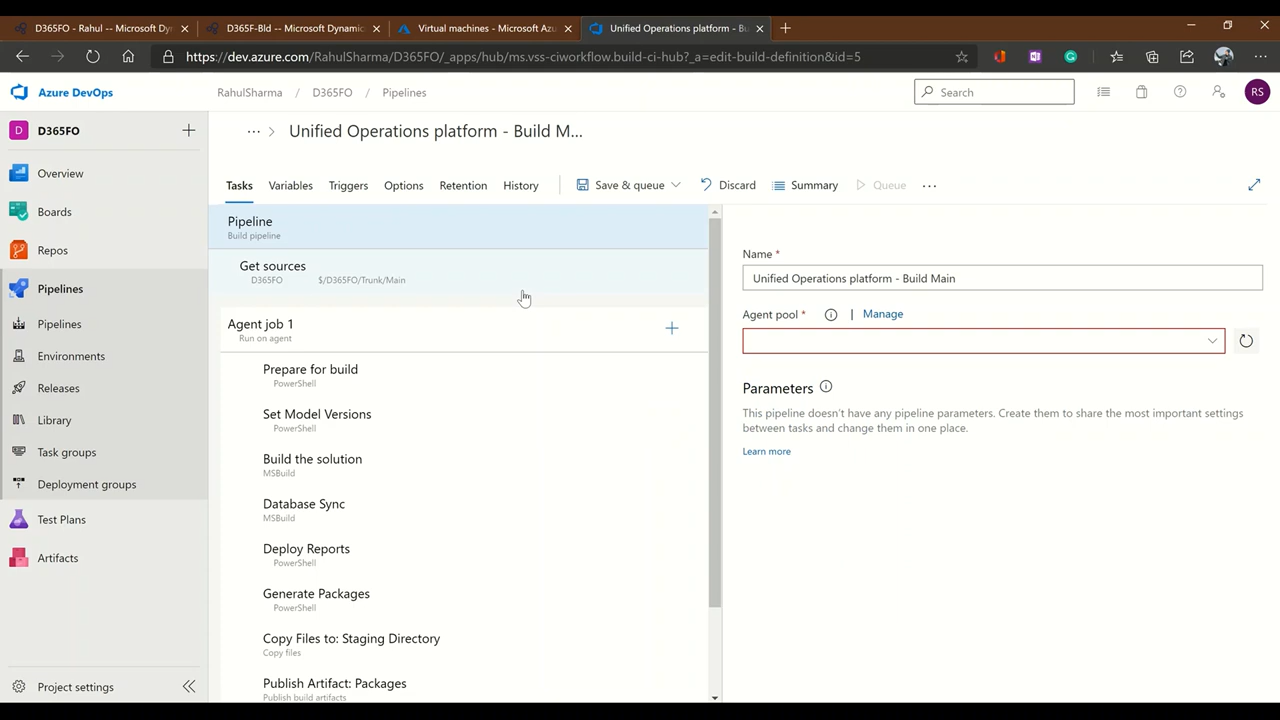 D365FO - Rahul -- Microsoft Dy
D365F-Bld -- Microsoft Dynamic
Virtual machines - Microsoft Az
Unified Operations platform - Bu
https://dev.azure.com/RahulSharma/D365FO/_apps/hub/ms.vss-ciworkflow.build-ci-hub?_a=edit-build-definition&id=5
Azure DevOps
RahulSharma / D365FO / Pipelines
Search
RS
D D365FO
Overview
Boards
Repos
Pipelines
Pipelines
Environments
Releases
Library
Task groups
Deployment groups
Test Plans
Artifacts
Project settings
··· > Unified Operations platform - Build M...
Tasks Variables Triggers Options Retention History Save & queue Discard Summary Queue ···
Pipeline
Build pipeline
Get sources
D365FO $/D365FO/Trunk/Main
Agent job 1
Run on agent
Prepare for build
PowerShell
Set Model Versions
PowerShell
Build the solution
MSBuild
Database Sync
MSBuild
Deploy Reports
PowerShell
Generate Packages
PowerShell
Copy Files to: Staging Directory
Copy files
Publish Artifact: Packages
Publish build artifacts
Name *
Unified Operations platform - Build Main
Agent pool * | Manage
Parameters
This pipeline doesn't have any pipeline parameters. Create them to share the most important settings
between tasks and change them in one place.
Learn more